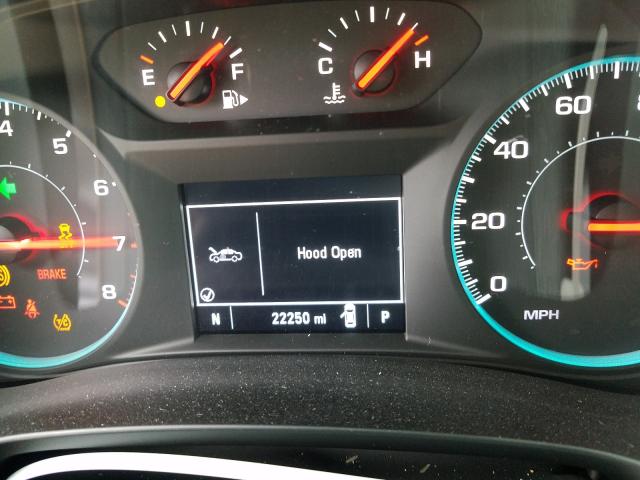 E F
C H
4 5 6 7 8
BRAKE
Hood Open
N 22250 mi P
0 20 40 60
MPH